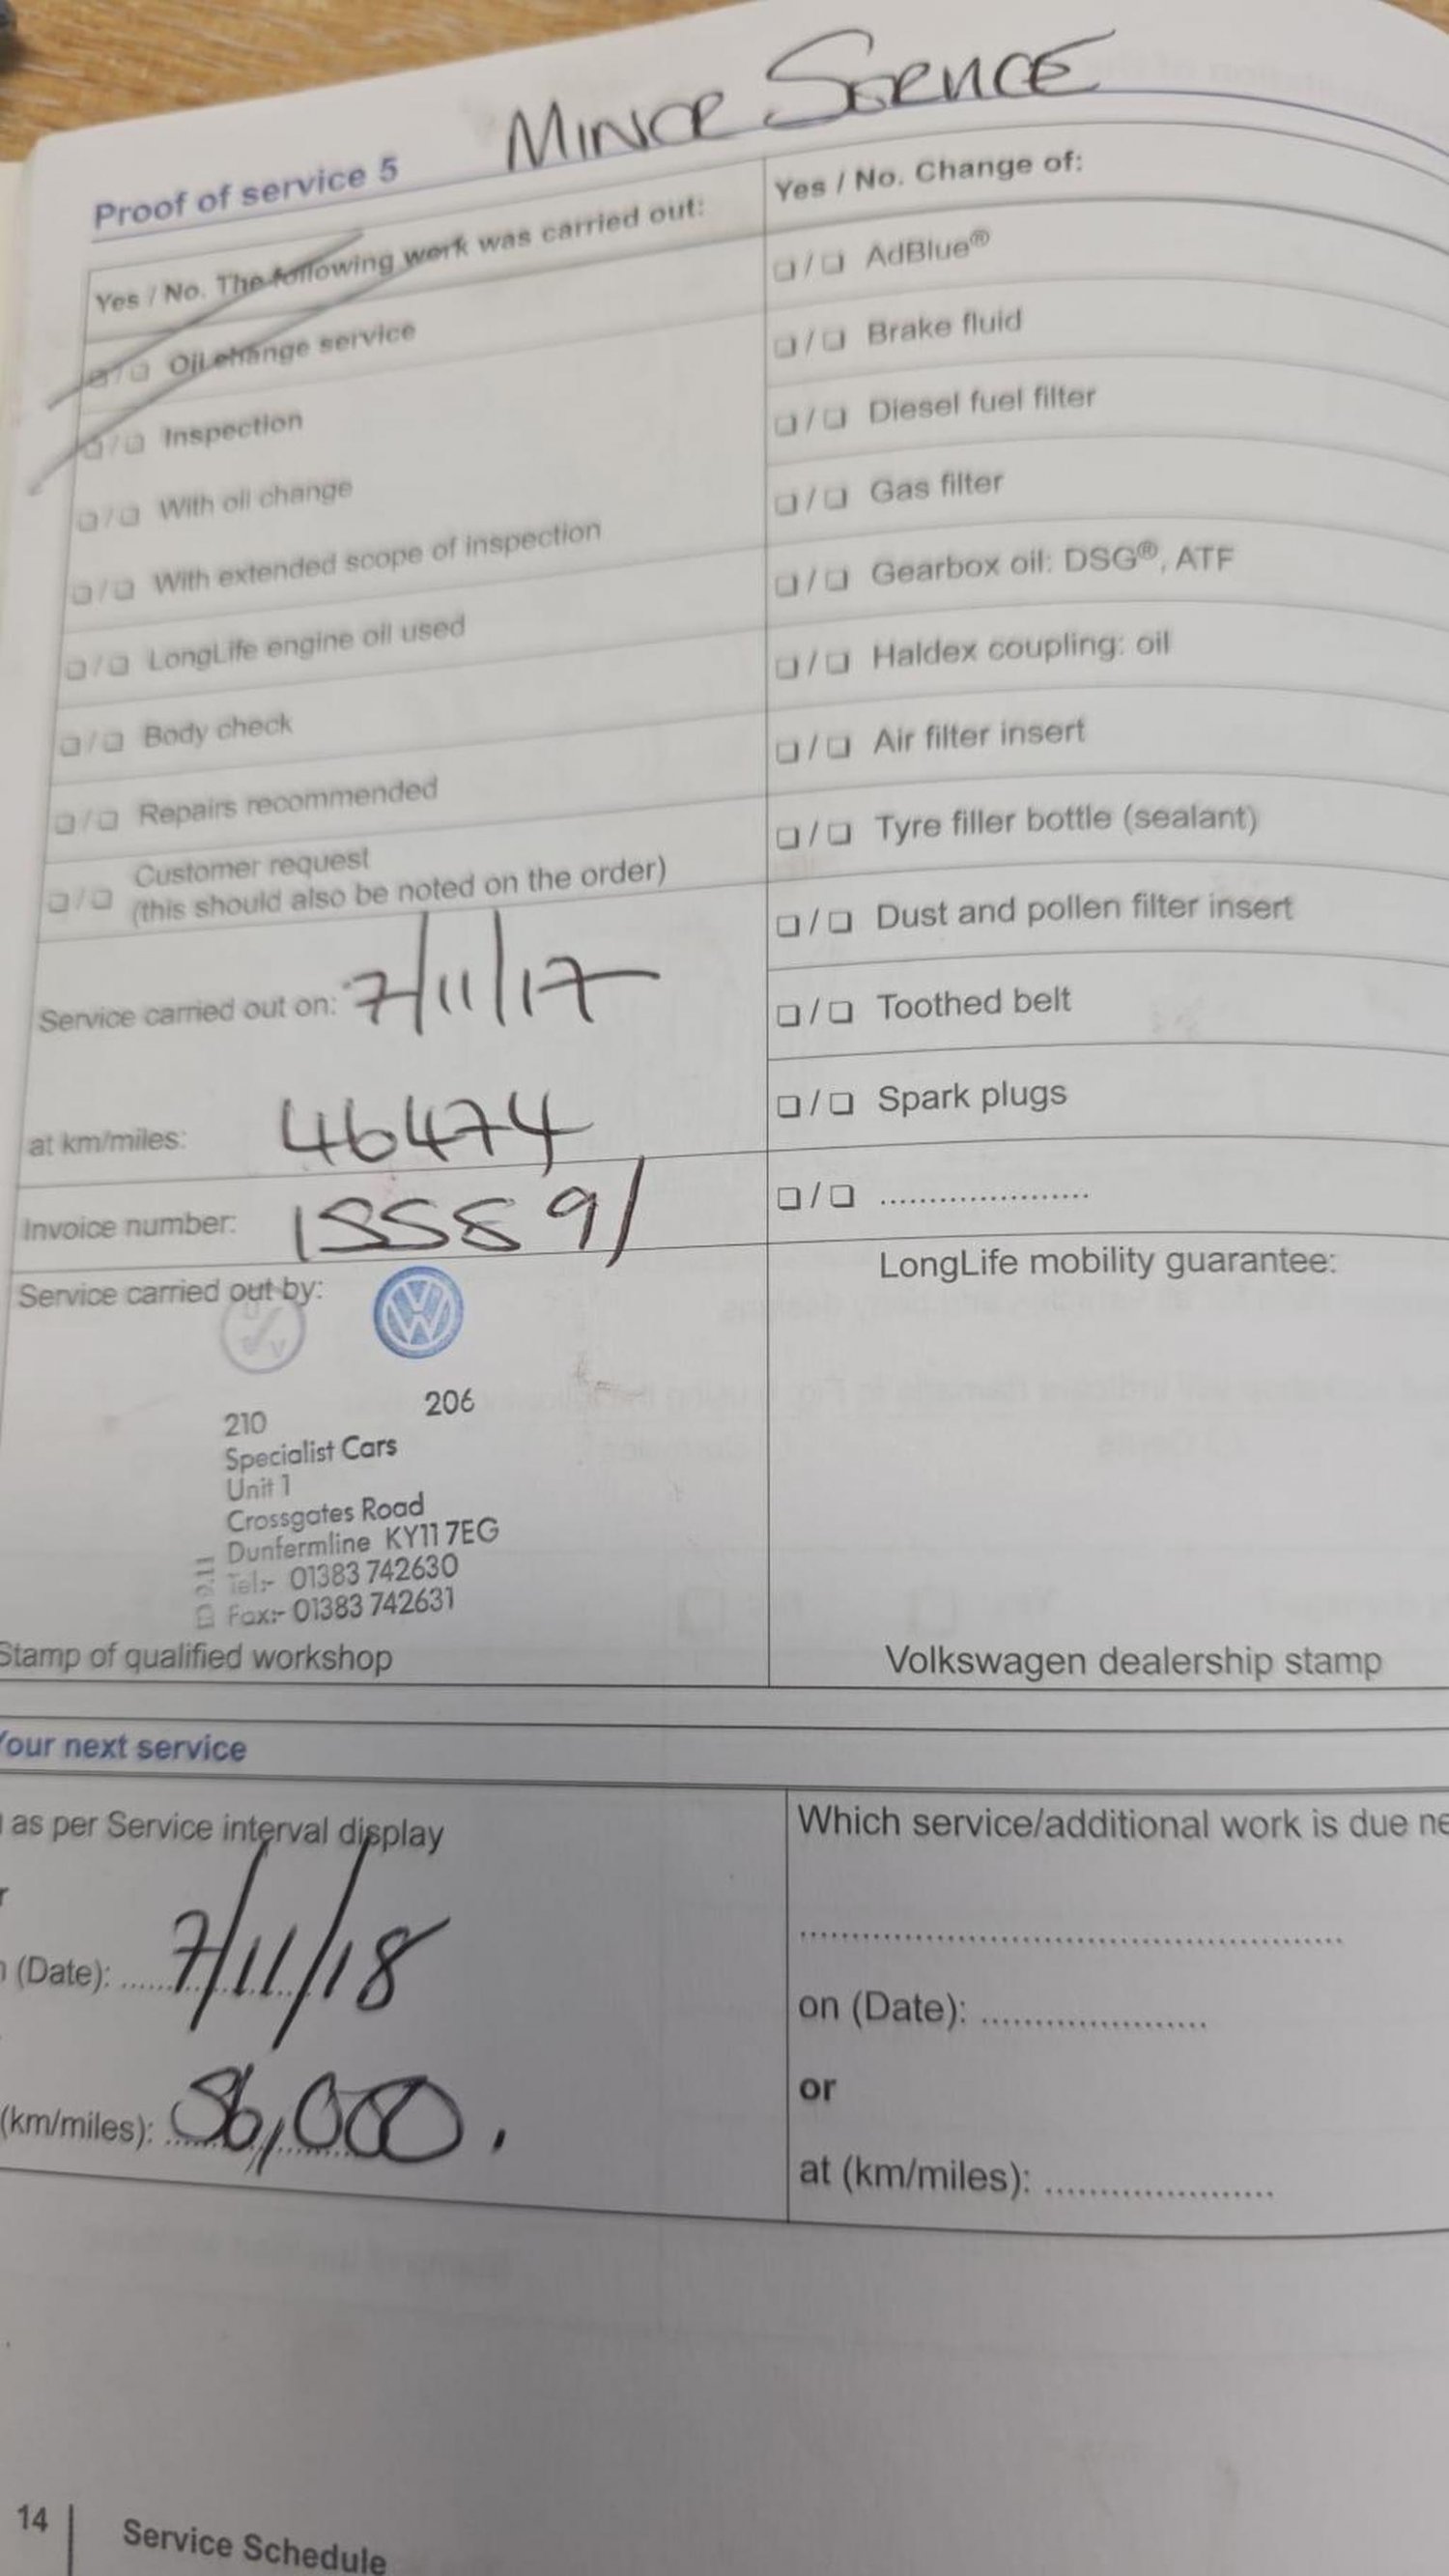 MINOR SERVICE
Proof of service 5
Yes / No. The following work was carried out:
❏/❏ Oil change service
❏/❏ Inspection
❏/❏ With oil change
❏/❏ With extended scope of inspection
❏/❏ LongLife engine oil used
❏/❏ Body check
❏/❏ Repairs recommended
❏/❏ Customer request
(this should also be noted on the order)
Service carried out on: 7/11/17
at km/miles: 46474
Invoice number:
Service carried out by:
210 206
Specialist Cars
Unit 1
Crossgates Road
Dunfermline KY11 7EG
Tel:- 01383 742630
Fax:- 01383 742631
Stamp of qualified workshop
Yes / No. Change of:
❏/❏ AdBlue®
❏/❏ Brake fluid
❏/❏ Diesel fuel filter
❏/❏ Gas filter
❏/❏ Gearbox oil: DSG®, ATF
❏/❏ Haldex coupling: oil
❏/❏ Air filter insert
❏/❏ Tyre filler bottle (sealant)
❏/❏ Dust and pollen filter insert
❏/❏ Toothed belt
❏/❏ Spark plugs
❏/❏ .....................
LongLife mobility guarantee:
Volkswagen dealership stamp
Your next service
as per Service interval display
(Date): 7/11/18
(km/miles): 56,000.
Which service/additional work is due ne
......................................................
on (Date): ......................
or
at (km/miles): ......................
14 Service Schedule